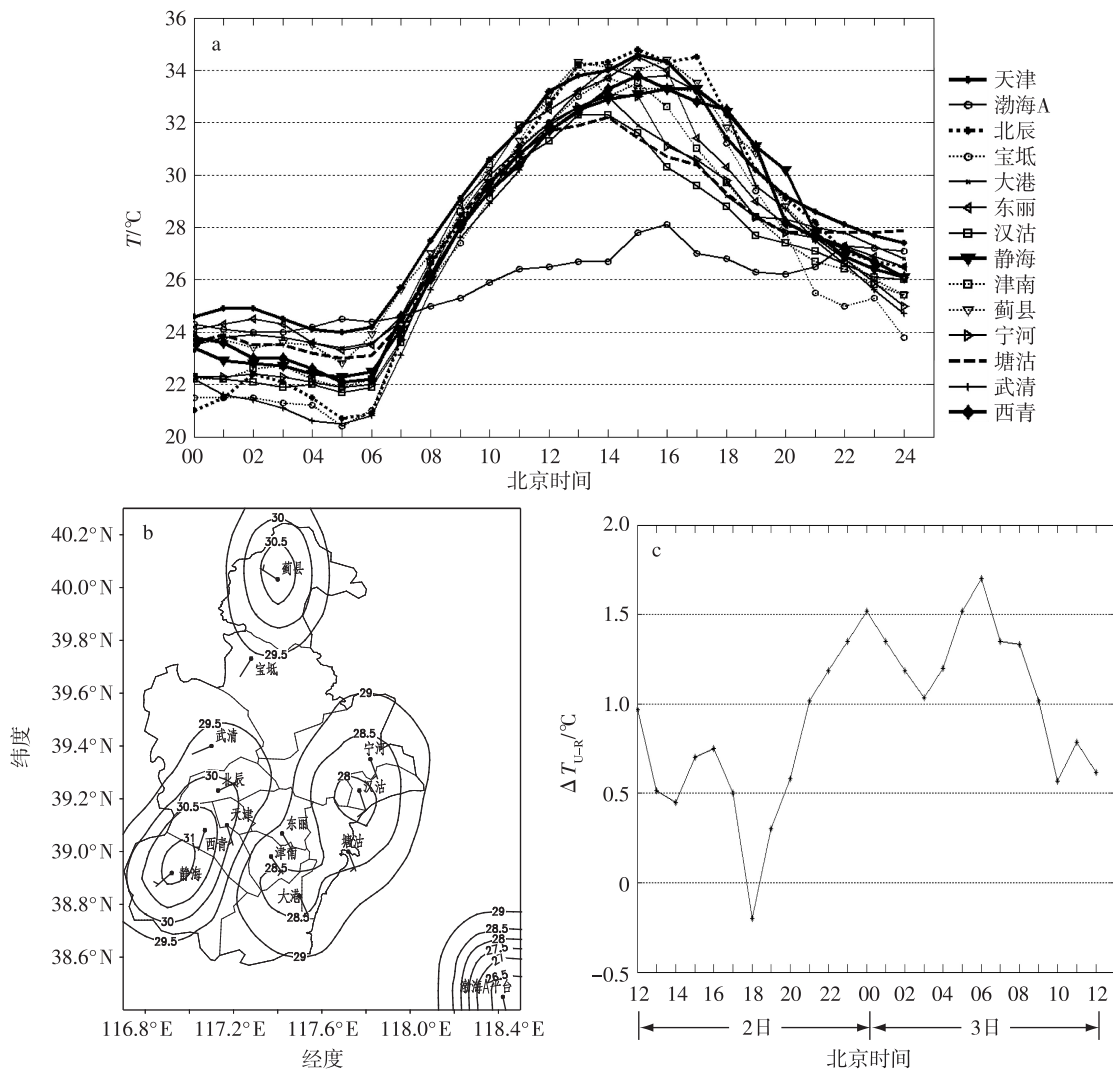 36
34
32
30
28
26
24
22
20
T/℃
a
00 02 04 06 08 10 12 14 16 18 20 22 24
北京时间
天津
渤海A
北辰
宝坻
大港
东丽
汉沽
静海
津南
蓟县
宁河
塘沽
武清
西青
b
40.2°N
40.0°N
39.8°N
39.6°N
39.4°N
39.2°N
39.0°N
38.8°N
38.6°N
纬度
30
30.5
蓟县
29.5
宝坻
29
29.5
武清
28.5
宁河
30
北辰
28
汉沽
30.5
天津
东丽
31
西青
津南
塘沽
28.5
静海
大港
28.5
30
29.5
29
29
28.5
28
27.5
27
26.5
渤海A平台
116.8°E 117.2°E 117.6°E 118.0°E 118.4°E
经度
c
2.0
1.5
1.0
0.5
0
−0.5
ΔT U-R/℃
12 14 16 18 20 22 00 02 04 06 08 10 12
2日 3日
北京时间